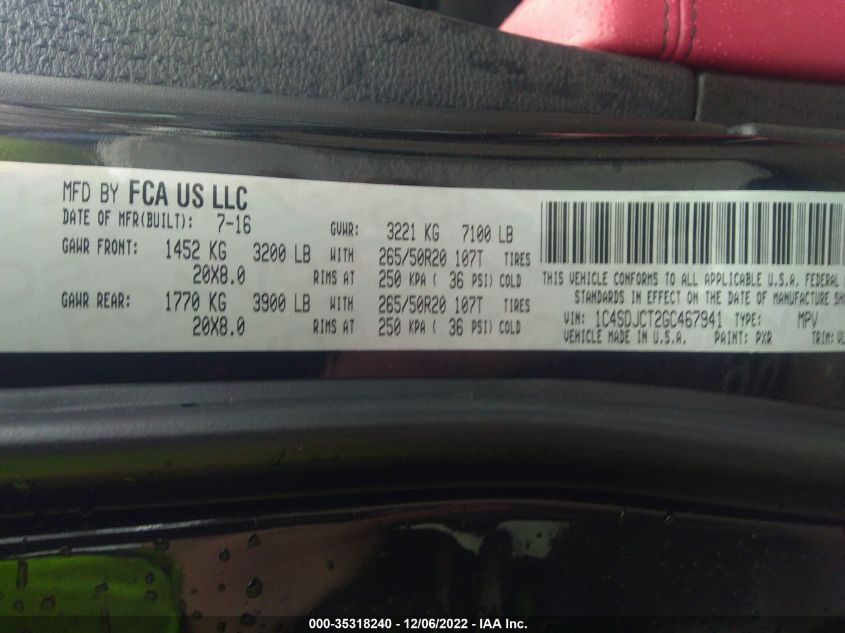 MFD BY FCA US LLC
DATE OF MFR(BUILT): 7-16 GVWR: 3221 KG 7100 LB
GAWR FRONT: 1452 KG 3200 LB WITH 265/50R20 107T TIRES
20X8.0 RIMS AT 250 KPA ( 36 PSI) COLD
GAWR REAR: 1770 KG 3900 LB WITH 265/50R20 107T TIRES
20X8.0 RIMS AT 250 KPA ( 36 PSI) COLD
THIS VEHICLE CONFORMS TO ALL APPLICABLE U.S.A. FEDERAL
STANDARDS IN EFFECT ON THE DATE OF MANUFACTURE SH
VIN: 1C4SDJCT2GC467941 TYPE: MPV
VEHICLE MADE IN U.S.A. PAINT: PXR TRIM: VL
000-35318240 - 12/06/2022 - IAA Inc.